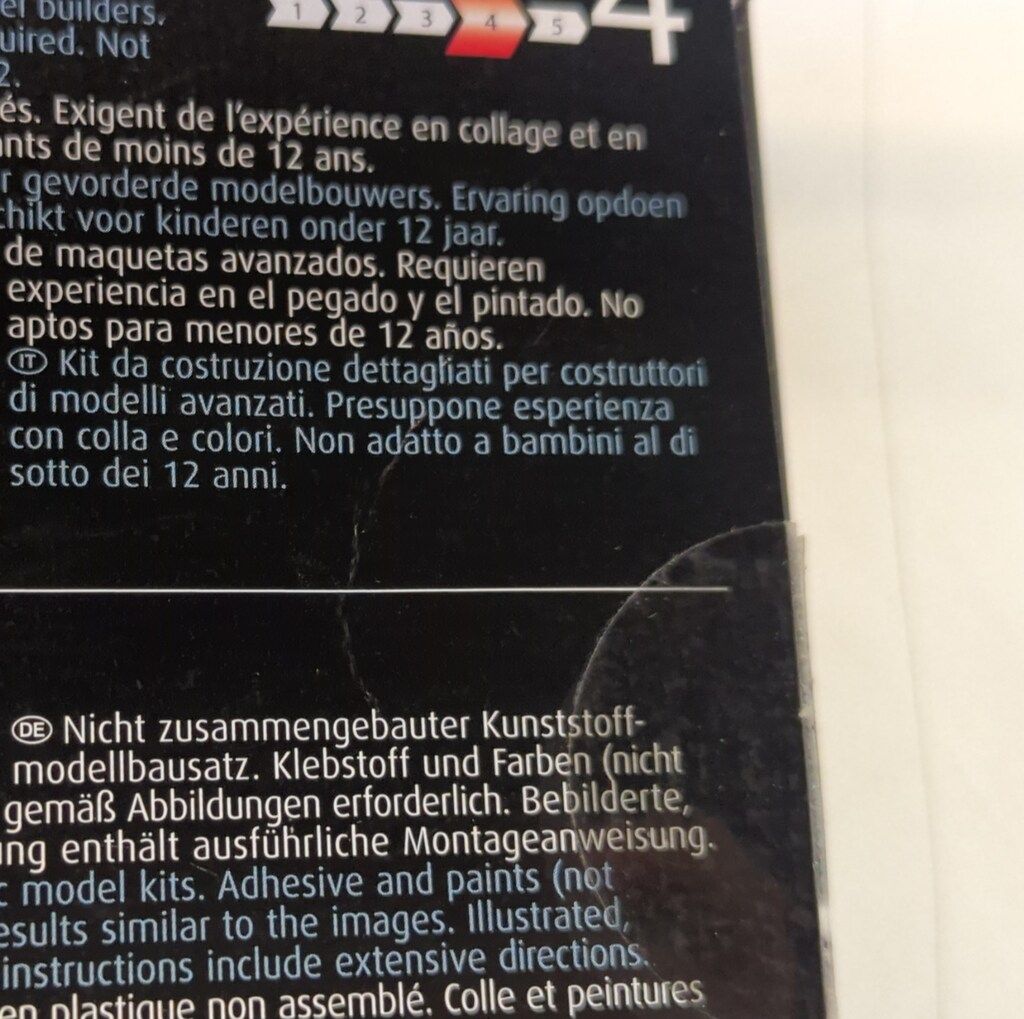 el builders.
1 2 3 4 5 4
uired. Not
2.
és. Exigent de l'expérience en collage et en
nts de moins de 12 ans.
r gevorderde modelbouwers. Ervaring opdoen
chikt voor kinderen onder 12 jaar.
de maquetas avanzados. Requieren
experiencia en el pegado y el pintado. No
aptos para menores de 12 años.
IT Kit da costruzione dettagliati per costruttori
di modelli avanzati. Presuppone esperienza
con colla e colori. Non adatto a bambini al di
sotto dei 12 anni.
DE Nicht zusammengebauter Kunststoff-
modellbausatz. Klebstoff und Farben (nicht
gemäß Abbildungen erforderlich. Bebilderte,
ng enthält ausführliche Montageanweisung.
c model kits. Adhesive and paints (not
esults similar to the images. Illustrated,
instructions include extensive directions.
en plastique non assemblé. Colle et peintures